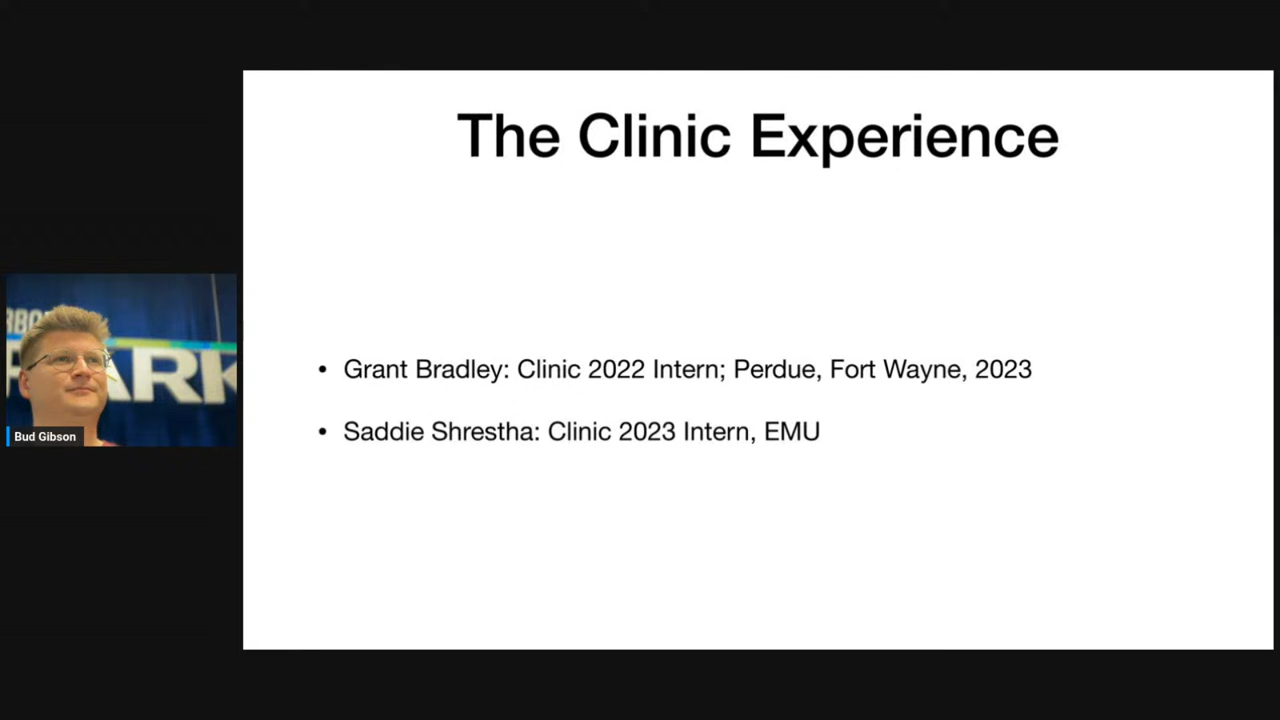 The Clinic Experience
• Grant Bradley: Clinic 2022 Intern; Perdue, Fort Wayne, 2023
• Saddie Shrestha: Clinic 2023 Intern, EMU
ARK
Bud Gibson